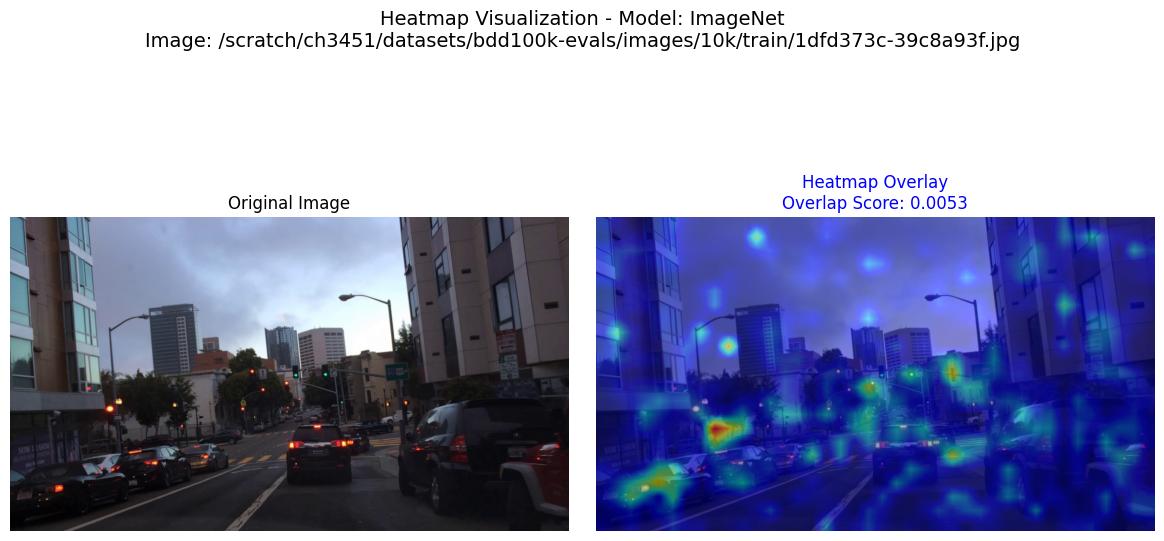 Heatmap Visualization - Model: ImageNet
Image: /scratch/ch3451/datasets/bdd100k-evals/images/10k/train/1dfd373c-39c8a93f.jpg
Original Image
Heatmap Overlay
Overlap Score: 0.0053